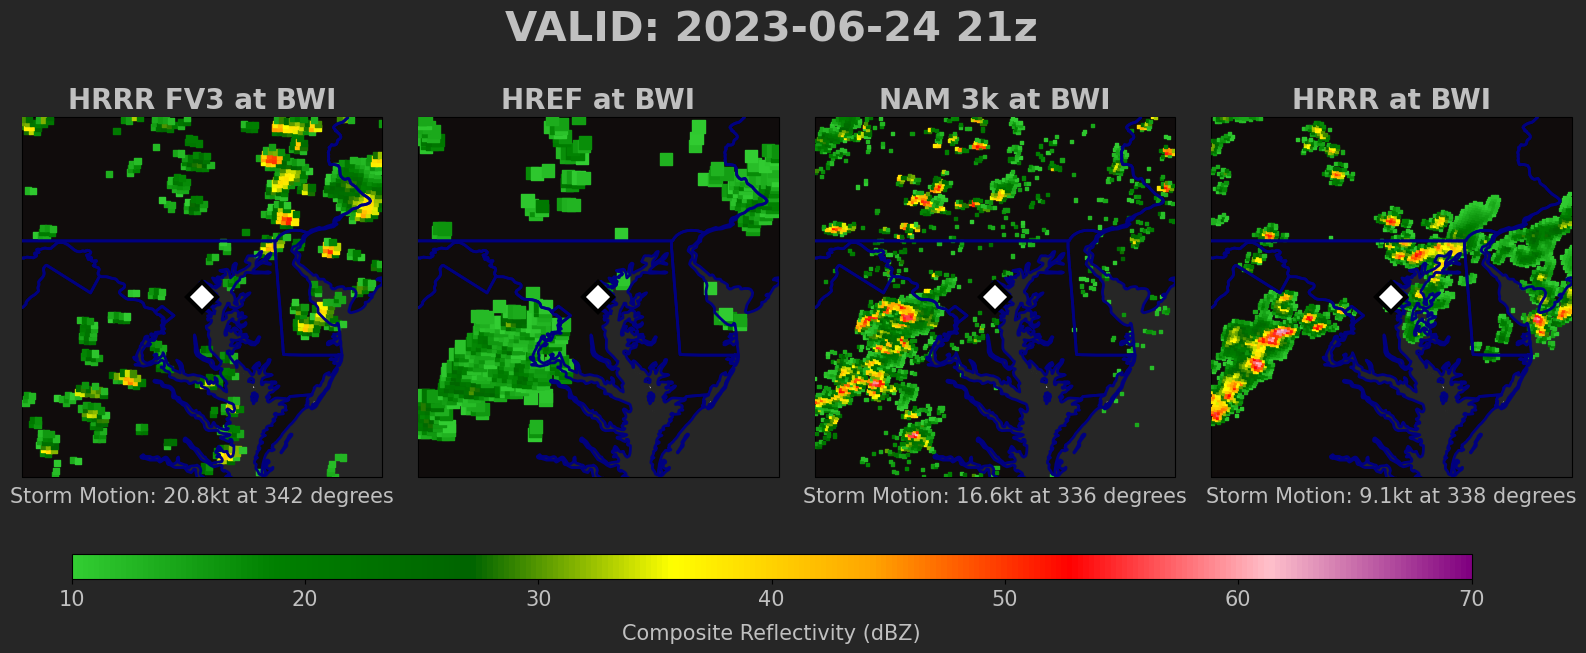 VALID: 2023-06-24 21z
HRRR FV3 at BWI
HREF at BWI
NAM 3k at BWI
HRRR at BWI
Storm Motion: 20.8kt at 342 degrees
Storm Motion: 16.6kt at 336 degrees
Storm Motion: 9.1kt at 338 degrees
10 20 30 40 50 60 70
Composite Reflectivity (dBZ)